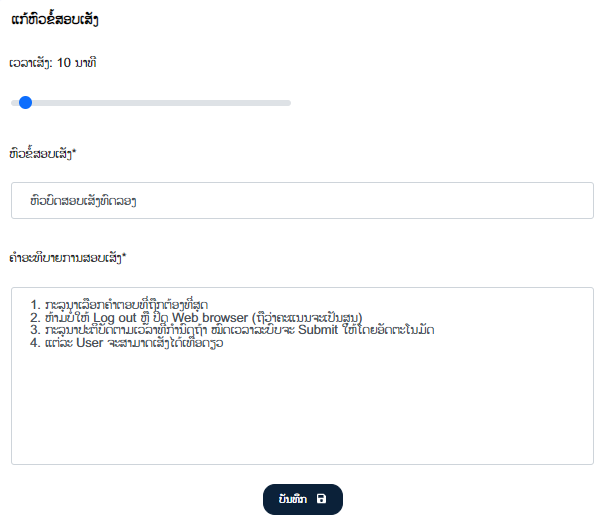 ແກ້ຫົວຂໍ້ສອບເສັງ
ເວລາເສັງ: 10 ນາທີ
ຫົວຂໍ້ສອບເສັງ*
ຫົວບົດສອບເສັງທົດລອງ
ຄໍາອະທິບາຍການສອບເສັງ*
1. ກະລຸນາເລືອກຄໍາຕອບທີ່ຖືກຕ້ອງທີ່ສຸດ
2. ຫ້າມບໍ່ໃຫ້ Log out ຫຼື ປິດ Web browser (ຖືວ່າຄະແນນຈະເປັນສູນ)
3. ກະລຸນາປະຕິບັດຕາມເວລາທີ່ກໍານົດຖ້າ ໝົດເວລາລະບົບຈະ Submit ໃຫ້ໂດຍອັດຕະໂນມັດ
4. ແຕ່ລະ User ຈະສາມາດເສັງໄດ້ເທື່ອດຽວ
ບັນທຶກ